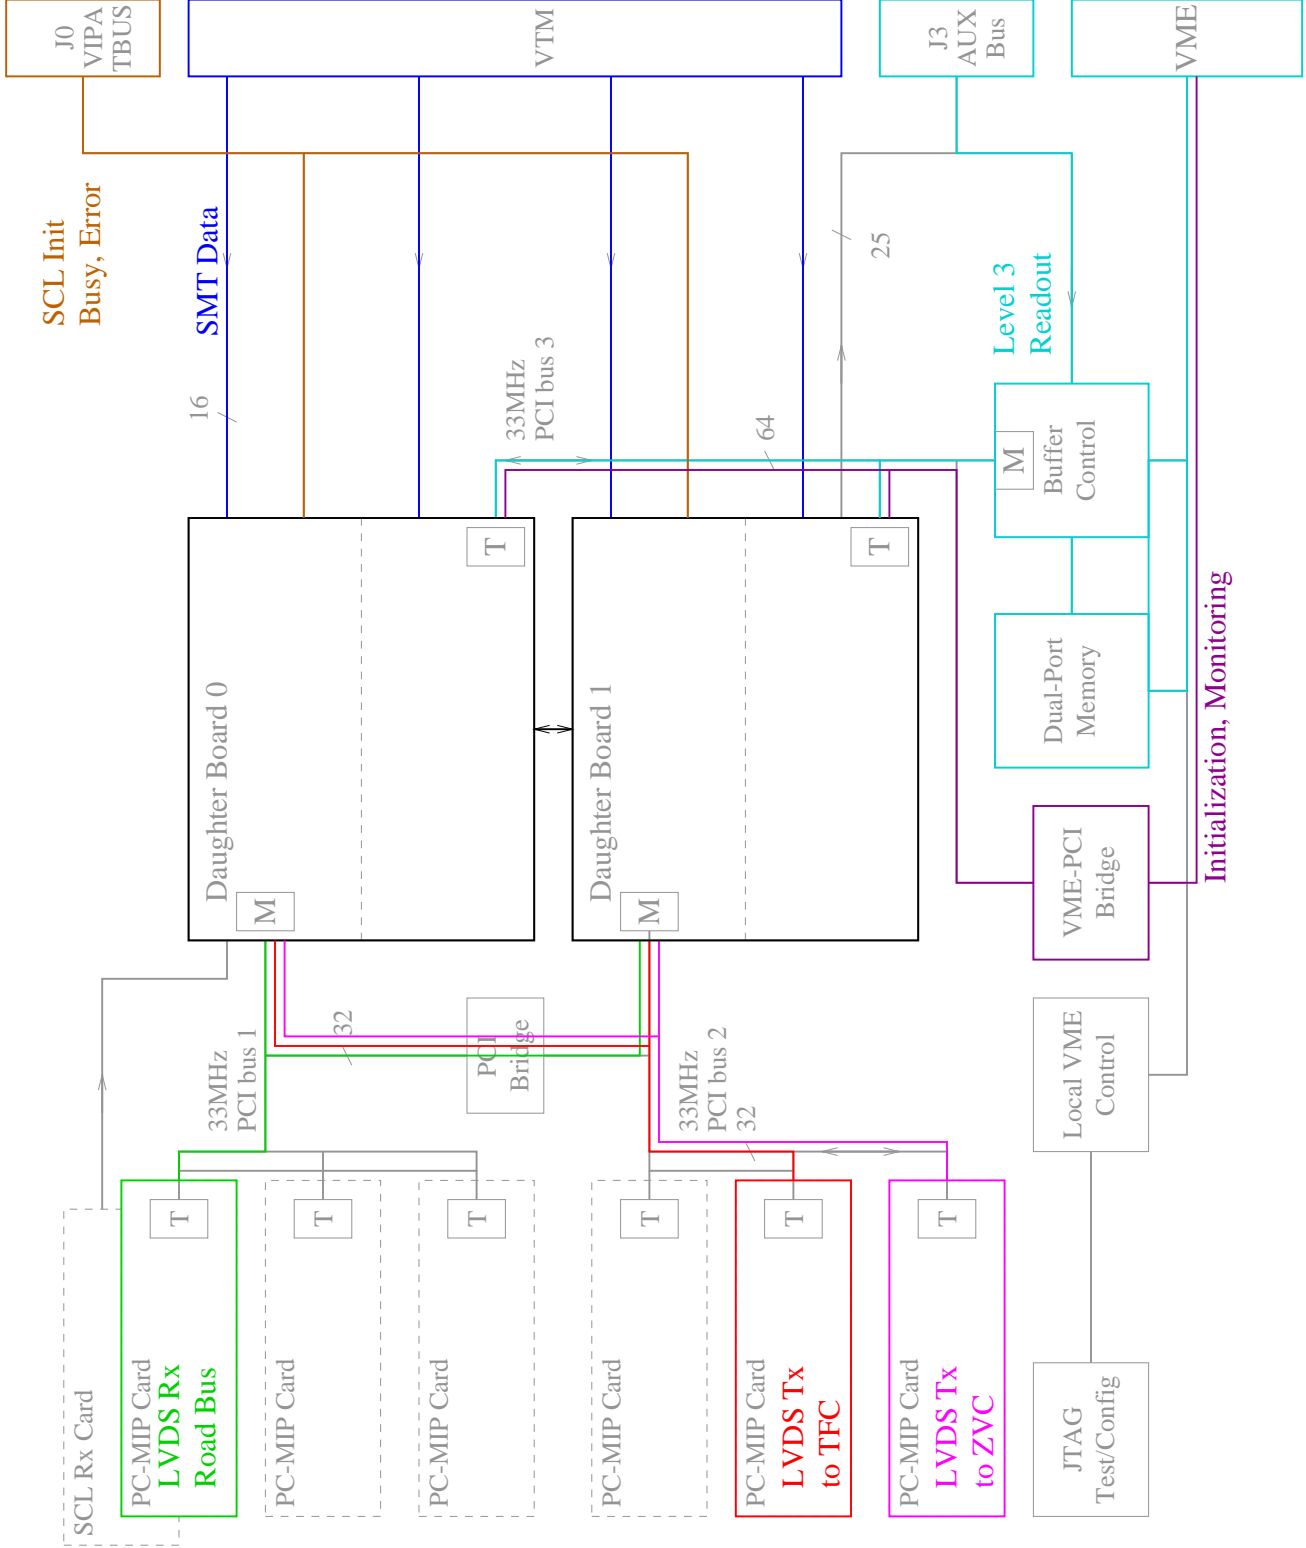 J0
VIPA
TBUS
VTM
J3
AUX
Bus
VME
SCL Init
Busy, Error
SMT Data
16
33MHz
PCI bus 3
64
25
Level 3
Readout
Daughter Board 0
T
M
Daughter Board 1
T
M
M
Buffer
Control
Dual-Port
Memory
Initialization, Monitoring
VME-PCI
Bridge
33MHz
PCI bus 1
32
PCI
Bridge
33MHz
PCI bus 2
32
Local VME
Control
SCL Rx Card
PC-MIP Card
LVDS Rx
Road Bus
T
PC-MIP Card
T
PC-MIP Card
T
PC-MIP Card
T
PC-MIP Card
LVDS Tx
to TFC
T
PC-MIP Card
LVDS Tx
to ZVC
T
JTAG
Test/Config